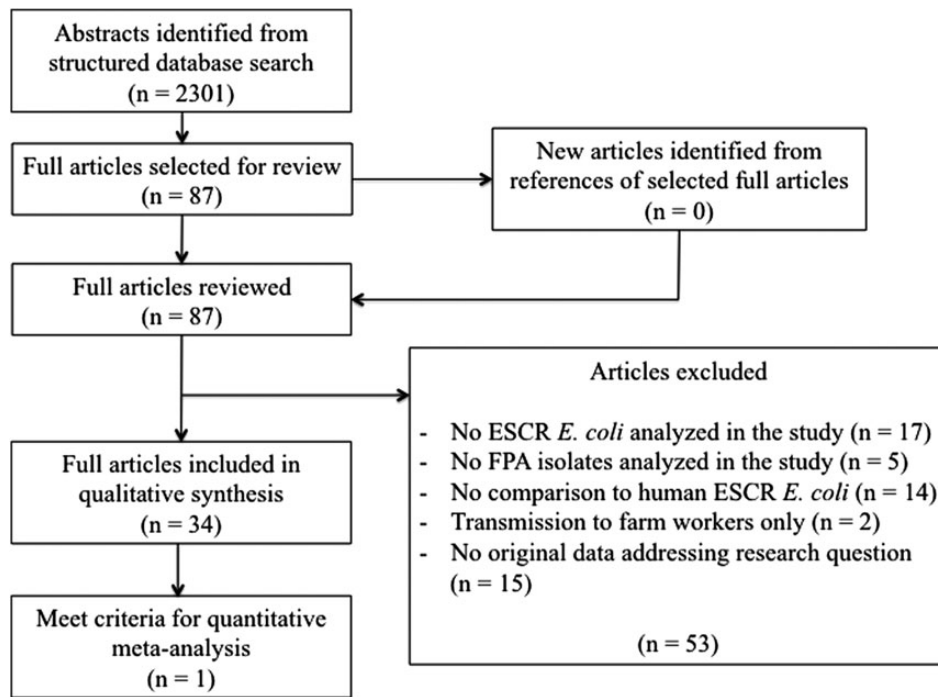 Abstracts identified from
structured database search
(n = 2301)
Full articles selected for review
(n = 87)
New articles identified from
references of selected full articles
(n = 0)
Full articles reviewed
(n = 87)
Articles excluded
- No ESCR E. coli analyzed in the study (n = 17)
- No FPA isolates analyzed in the study (n = 5)
- No comparison to human ESCR E. coli (n = 14)
- Transmission to farm workers only (n = 2)
- No original data addressing research question
(n = 15)
(n = 53)
Full articles included in
qualitative synthesis
(n = 34)
Meet criteria for quantitative
meta-analysis
(n = 1)